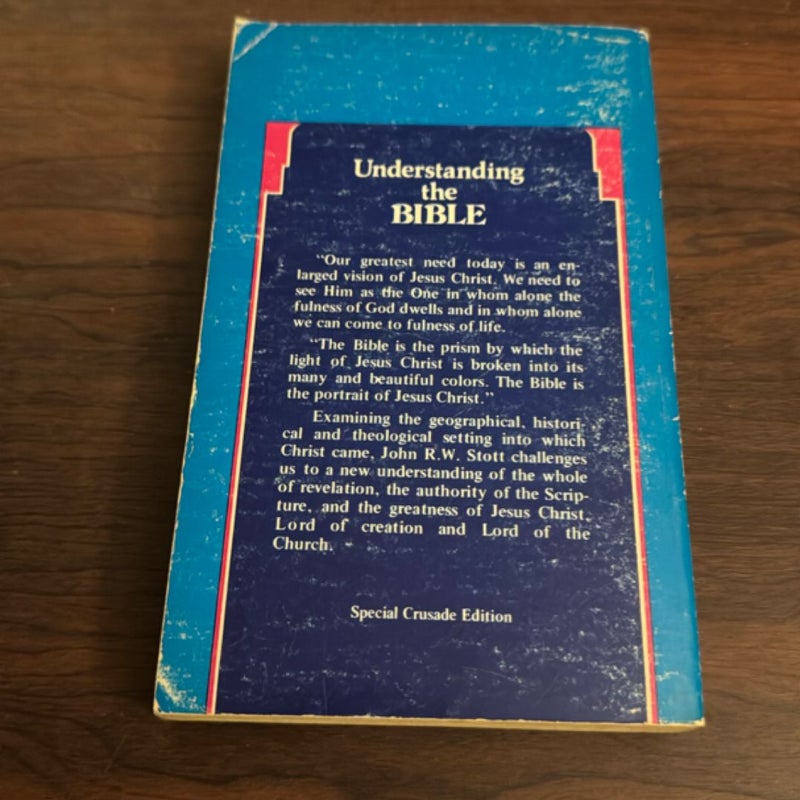 Understanding
the
BIBLE
"Our greatest need today is an en-
larged vision of Jesus Christ. We need to
see Him as the One in whom alone the
fulness of God dwells and in whom alone
we can come to fulness of life.
"The Bible is the prism by which the
light of Jesus Christ is broken into its
many and beautiful colors. The Bible is
the portrait of Jesus Christ."
Examining the geographical, histori-
cal and theological setting into which
Christ came, John R.W. Stott challenges
us to a new understanding of the whole
of revelation, the authority of the Scrip-
ture, and the greatness of Jesus Christ,
Lord of creation and Lord of the
Church.
Special Crusade Edition